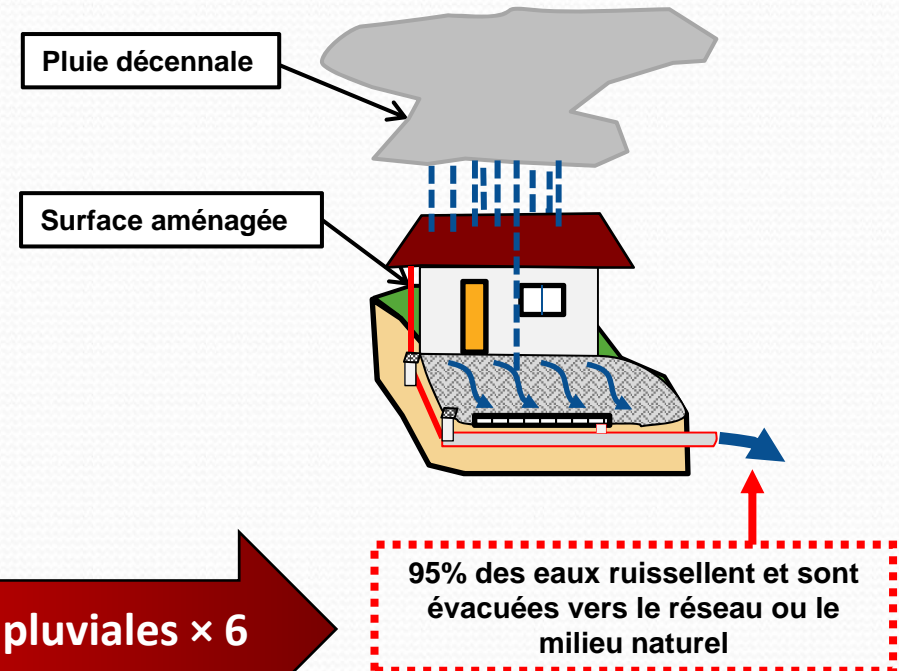 Pluie décennale
Surface aménagée
pluviales × 6
95% des eaux ruissellent et sont
évacuées vers le réseau ou le
milieu naturel